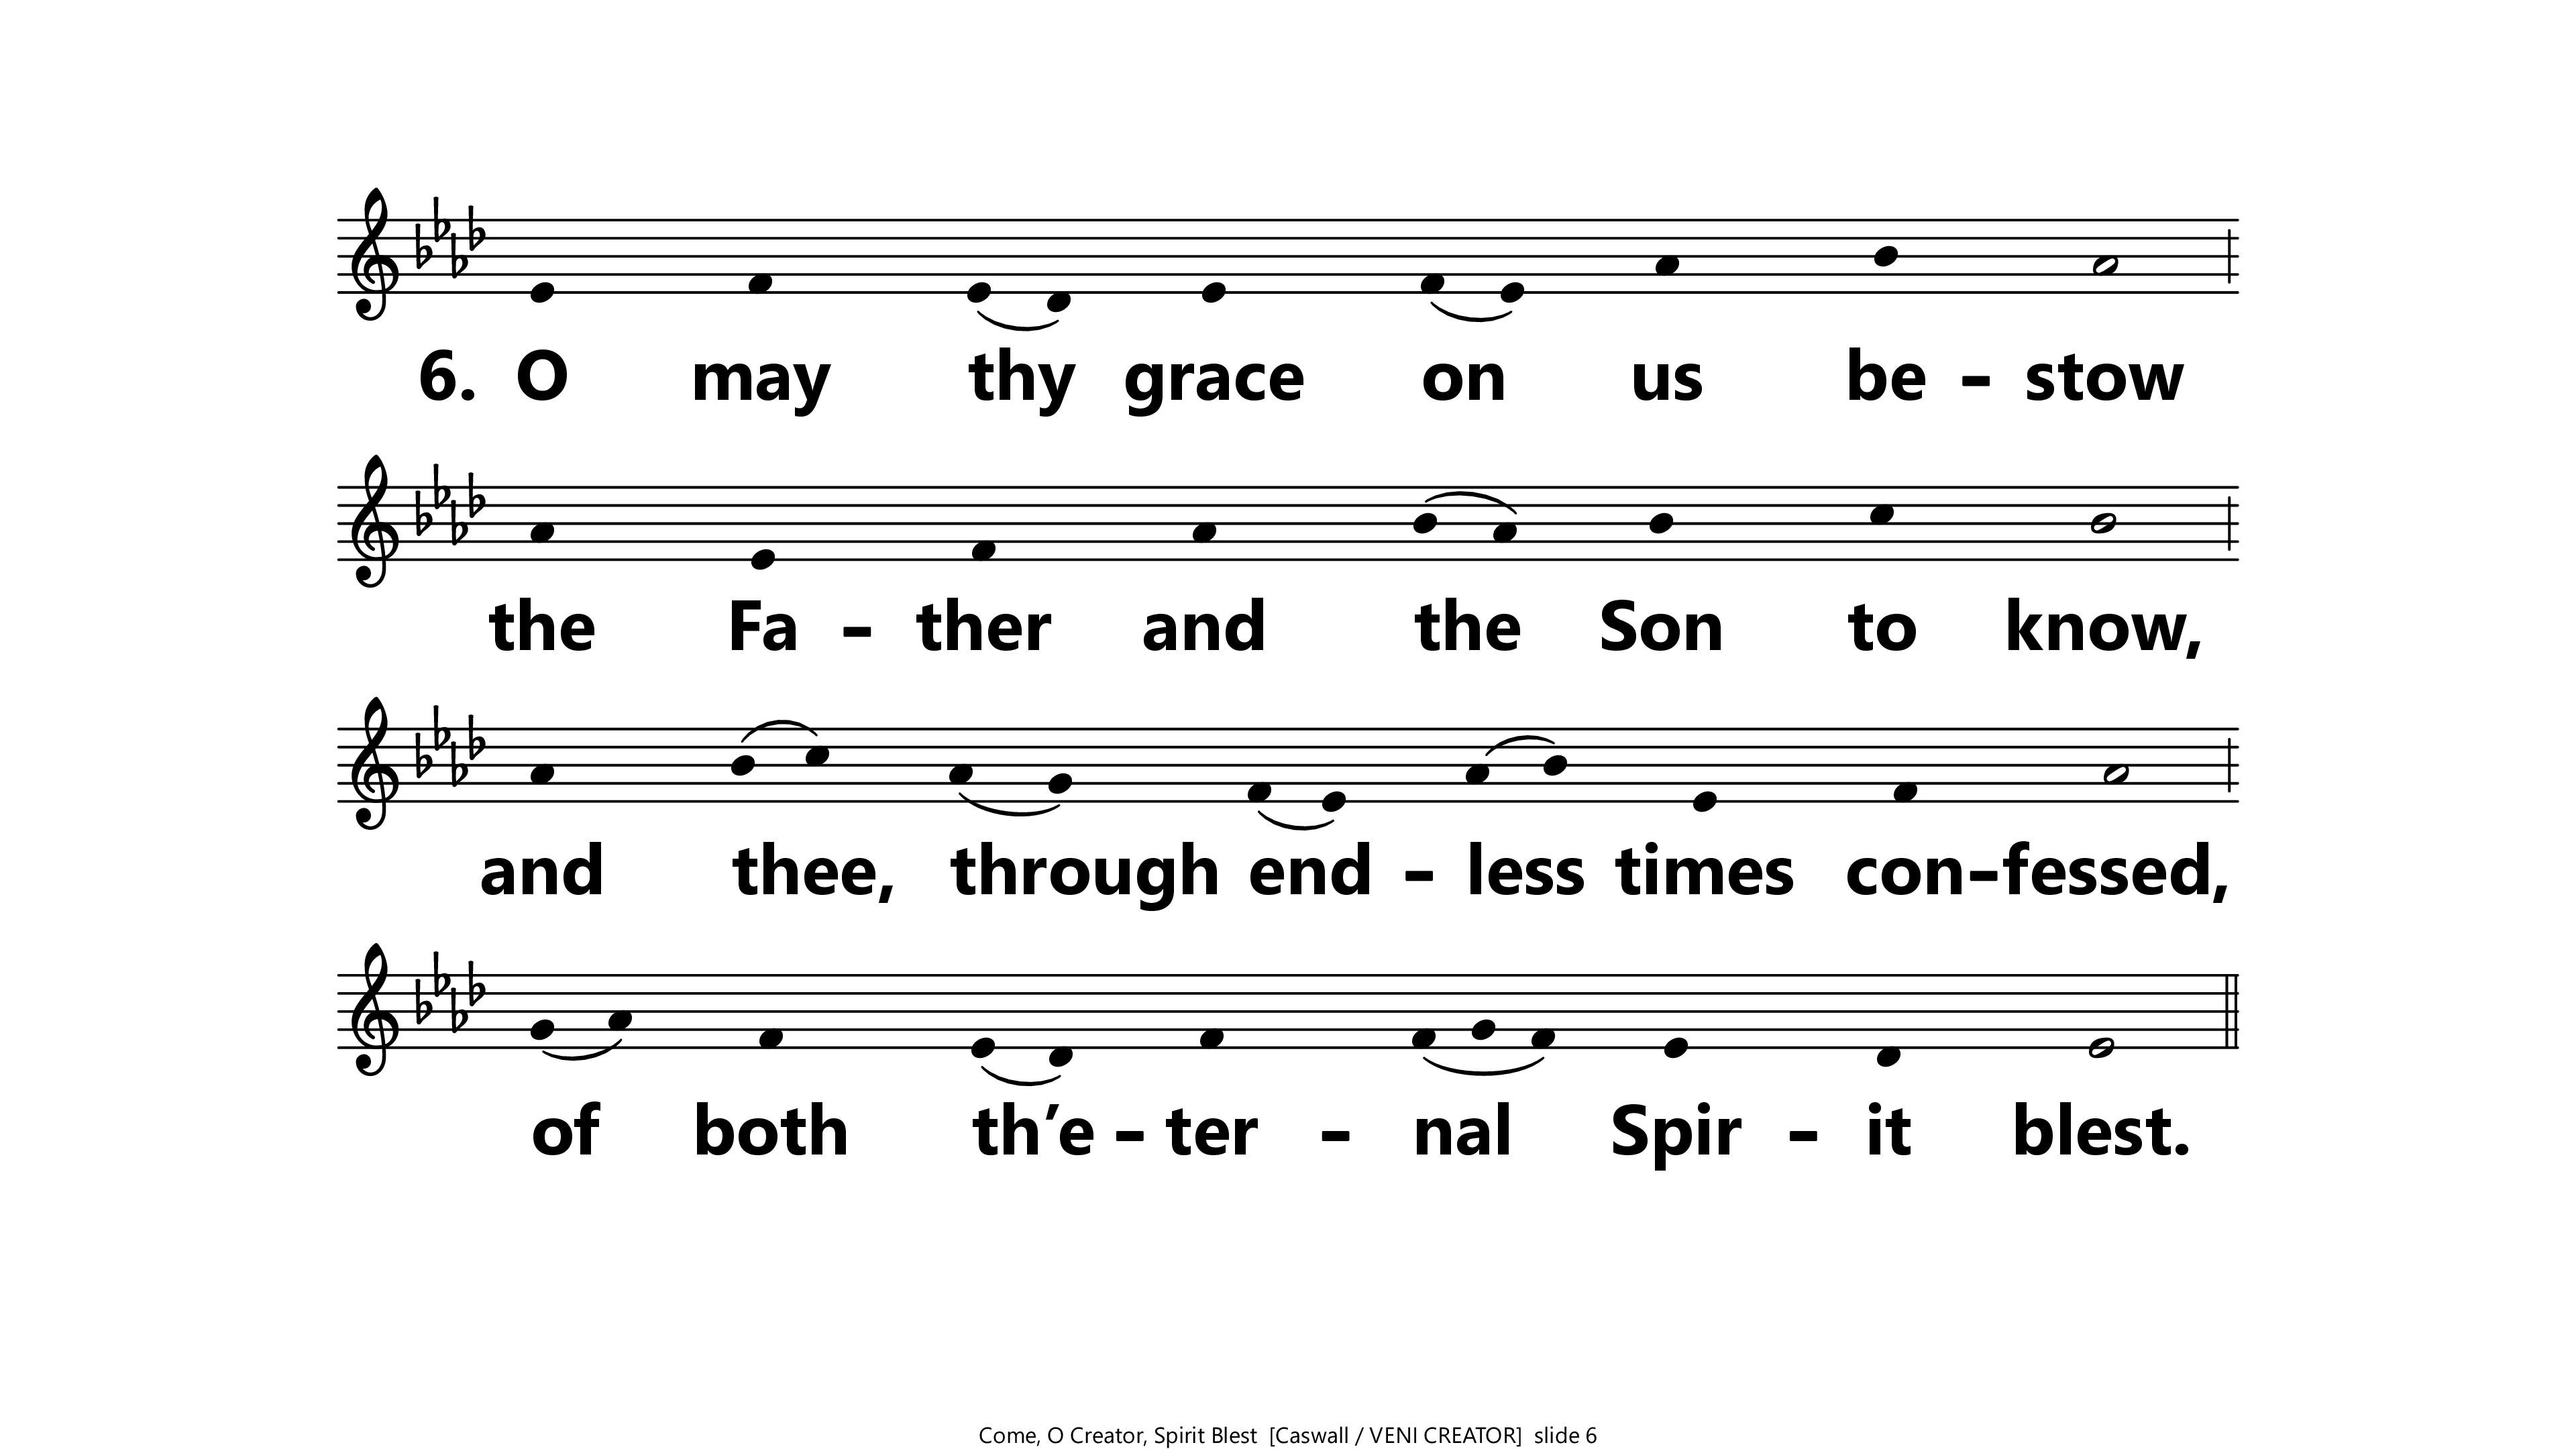 6. O may thy grace on us be - stow
the Fa - ther and the Son to know,
and thee, through end - less times con-fessed,
of both th’e - ter - nal Spir - it blest.
Come, O Creator, Spirit Blest [Caswall / VENI CREATOR] slide 6